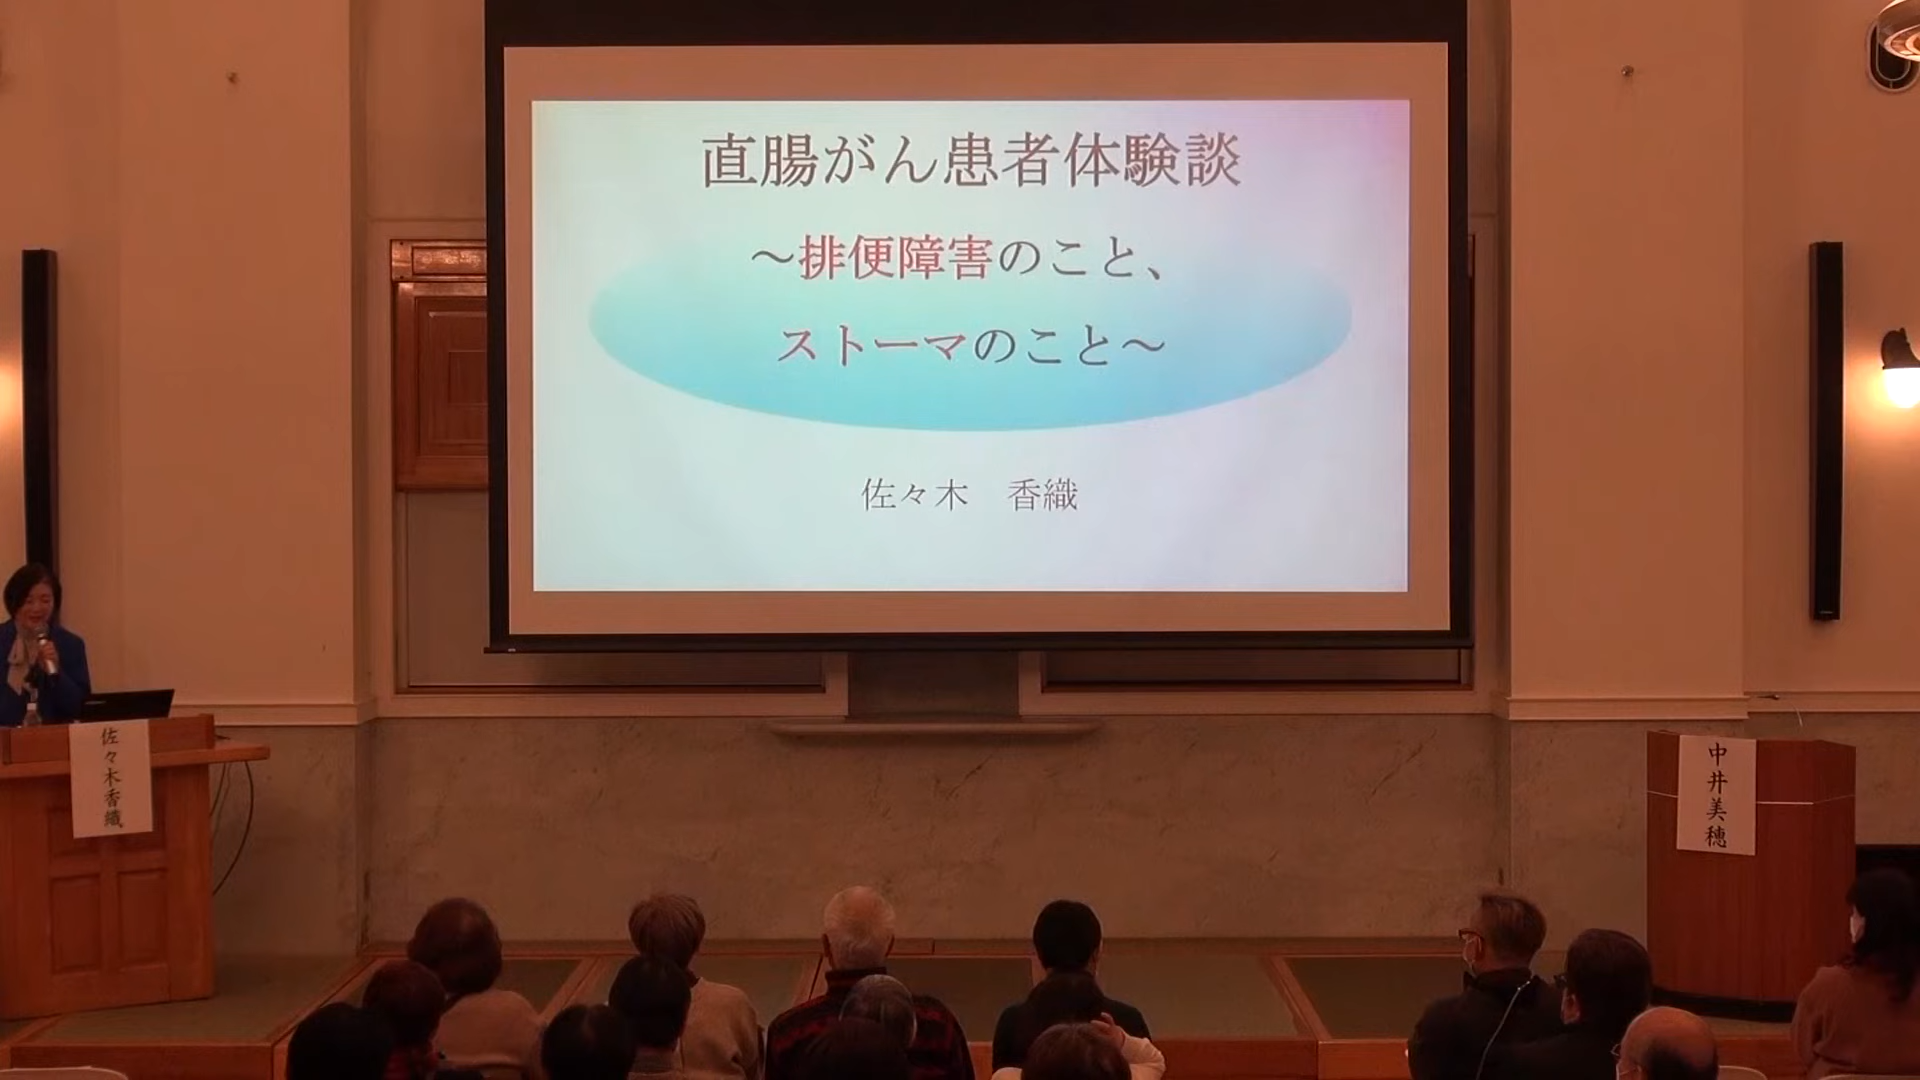 直腸がん患者体験談
～排便障害のこと、
ストーマのこと～
佐々木　香織
佐々木香織
中井美穂